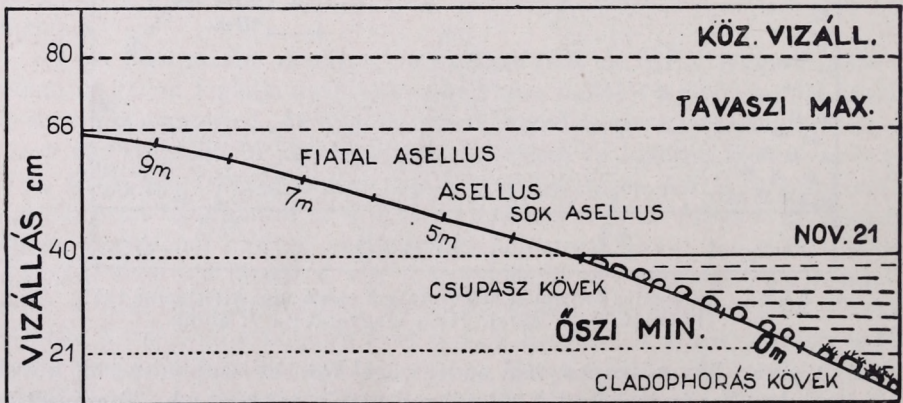 KÖZ. VIZÁLL.
80
TAVASZI MAX.
66
FIATAL ASELLUS
9m
7m
ASELLUS
SOK ASELLUS
5m
NOV. 21
40
CSUPASZ KÖVEK
ŐSZI MIN.
0m
21
CLADOPHORÁS KÖVEK
VIZÁLLÁS cm